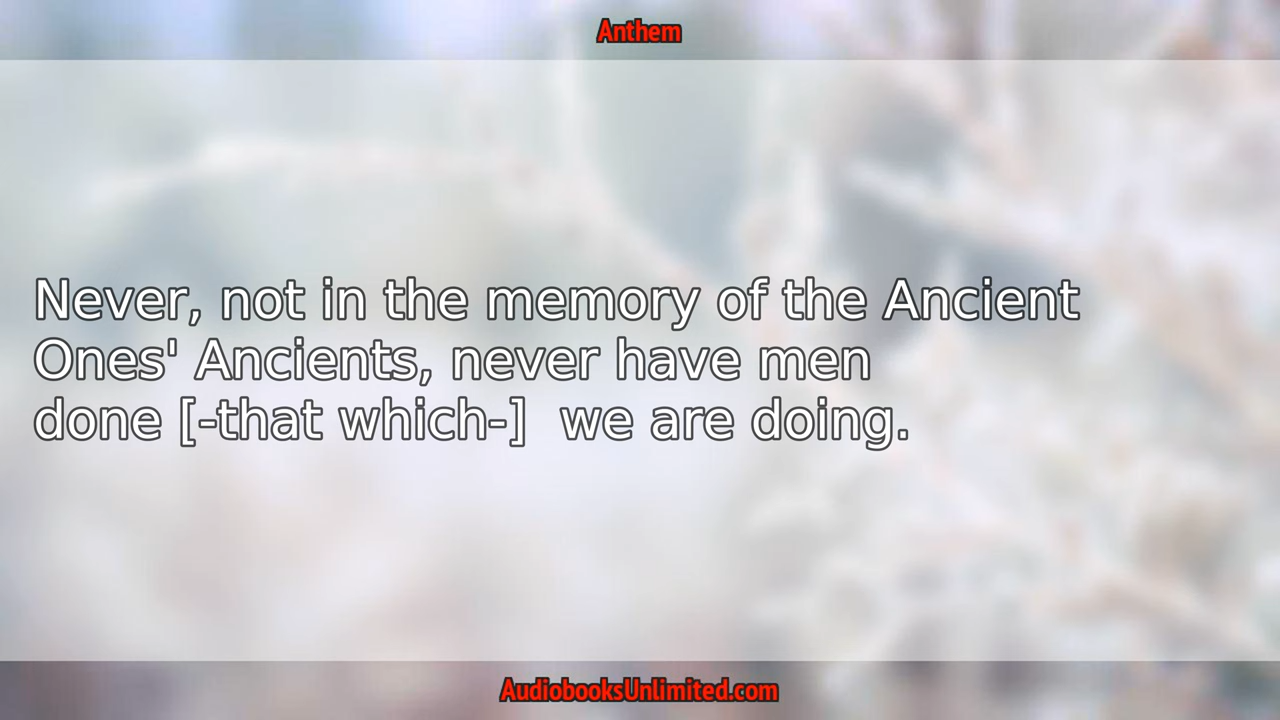 Anthem
Never, not in the memory of the Ancient
Ones' Ancients, never have men
done [-that which-]  we are doing.
AudiobooksUnlimited.com